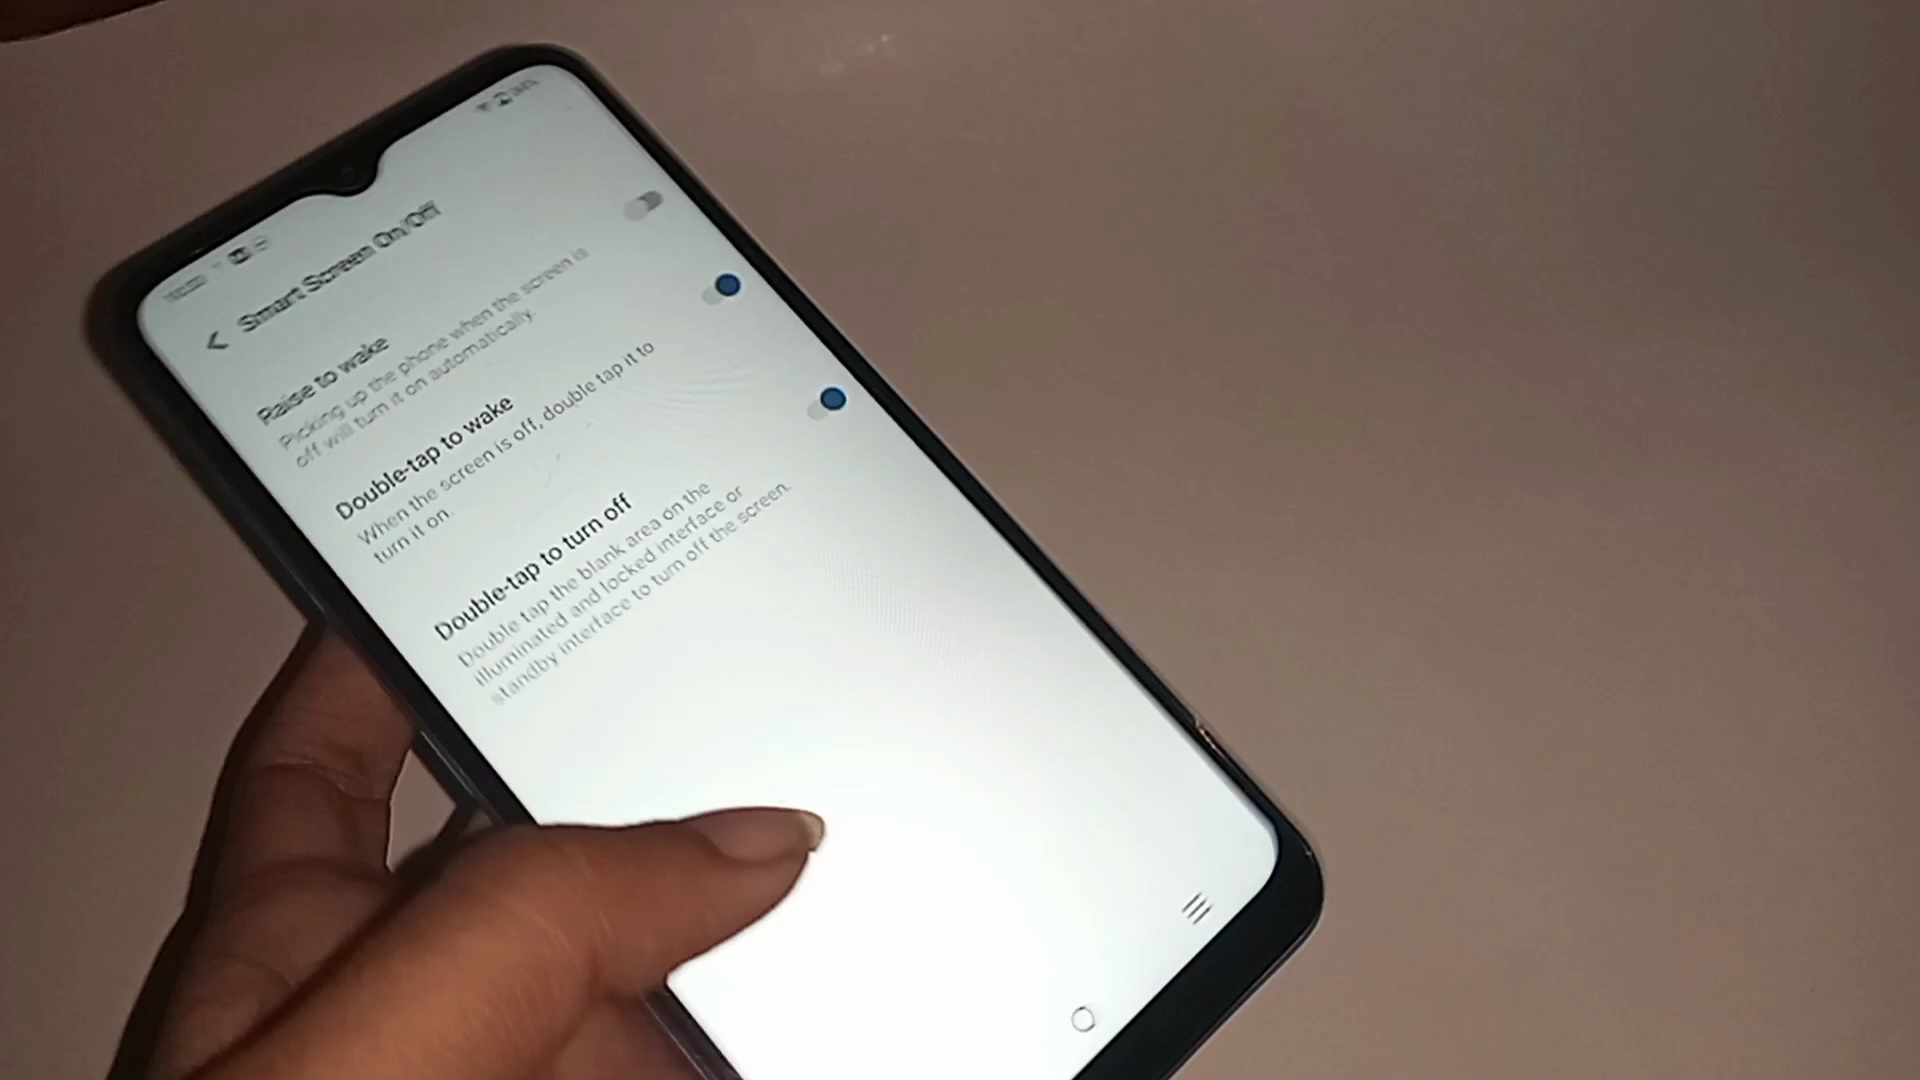 Smart Screen On/Off
Raise to wake
Picking up the phone when the screen is
off will turn it on automatically.
Double-tap to wake
When the screen is off, double tap it to
turn it on.
Double-tap to turn off
Double tap the blank area on the
illuminated and locked interface or
standby interface to turn off the screen.